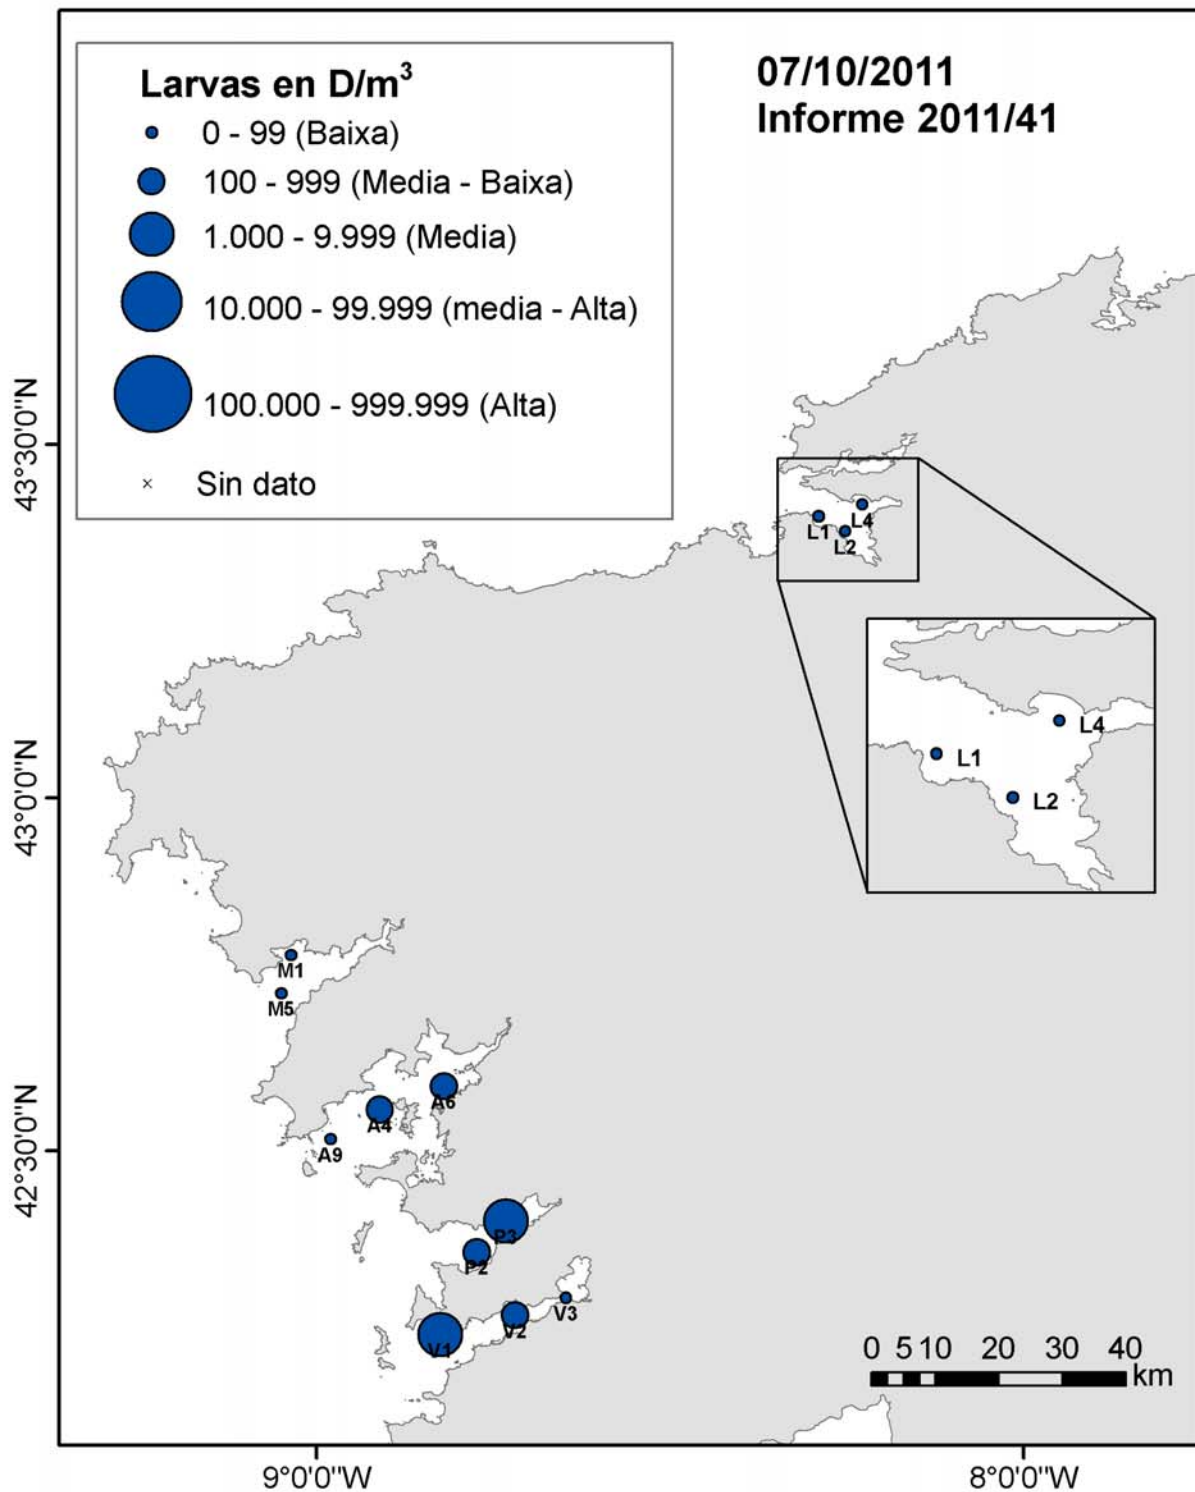 Larvas en D/m³
0 - 99 (Baixa)
100 - 999 (Media - Baixa)
1.000 - 9.999 (Media)
10.000 - 99.999 (media - Alta)
100.000 - 999.999 (Alta)
Sin dato
07/10/2011
Informe 2011/41
43°30'0"N
43°0'0"N
42°30'0"N
L4
L1
L2
L4
L1
L2
M1
M5
A6
A4
A9
P3
P2
V3
V2
V1
0 5 10 20 30 40
km
9°0'0"W
8°0'0"W